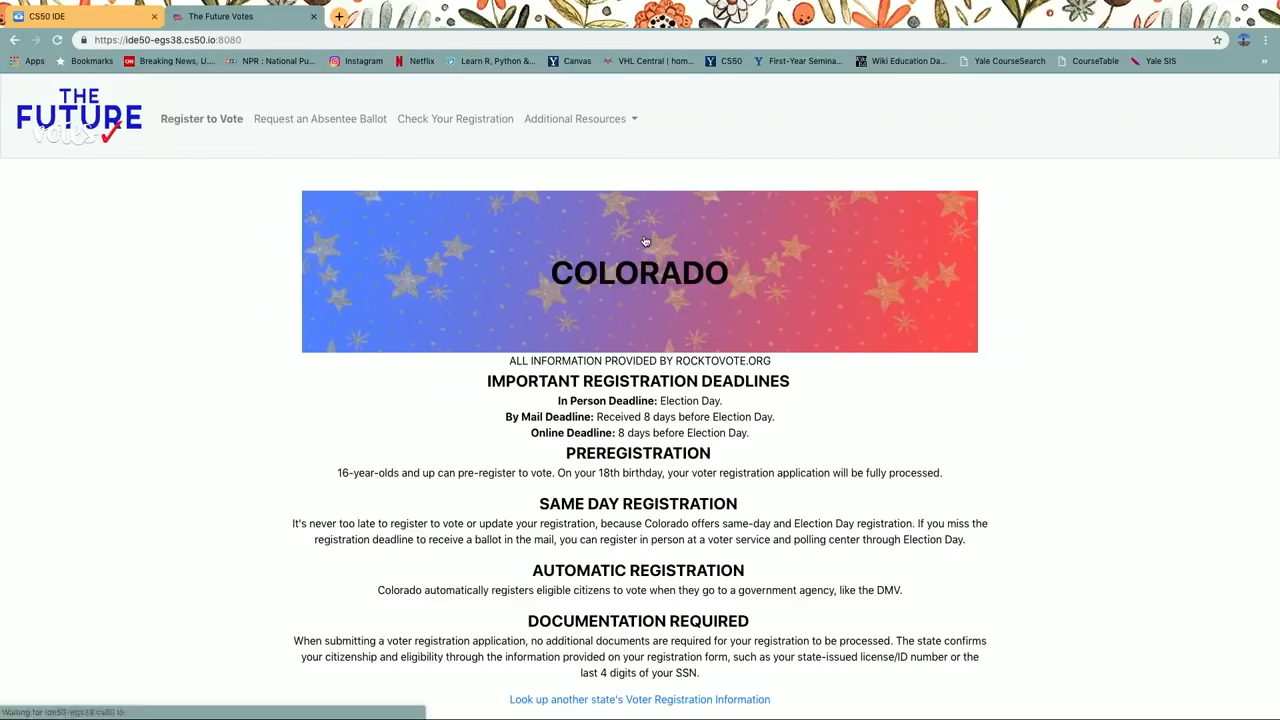 CS50 IDE
The Future Votes
https://ide50-egs38.cs50.io:8080
Apps Bookmarks Breaking News, U.... NPR : National Pu... Instagram Netflix Learn R, Python &... Canvas VHL Central | hom... CS50 First-Year Semina... Wiki Education Da... Yale CourseSearch CourseTable Yale SIS
THE
FUTURE
votes
Register to Vote Request an Absentee Ballot Check Your Registration Additional Resources
COLORADO
ALL INFORMATION PROVIDED BY ROCKTOVOTE.ORG
IMPORTANT REGISTRATION DEADLINES
In Person Deadline: Election Day.
By Mail Deadline: Received 8 days before Election Day.
Online Deadline: 8 days before Election Day.
PREREGISTRATION
16-year-olds and up can pre-register to vote. On your 18th birthday, your voter registration application will be fully processed.
SAME DAY REGISTRATION
It's never too late to register to vote or update your registration, because Colorado offers same-day and Election Day registration. If you miss the
registration deadline to receive a ballot in the mail, you can register in person at a voter service and polling center through Election Day.
AUTOMATIC REGISTRATION
Colorado automatically registers eligible citizens to vote when they go to a government agency, like the DMV.
DOCUMENTATION REQUIRED
When submitting a voter registration application, no additional documents are required for your registration to be processed. The state confirms
your citizenship and eligibility through the information provided on your registration form, such as your state-issued license/ID number or the
last 4 digits of your SSN.
Look up another state's Voter Registration Information
Waiting for ide50-egs38.cs50.io...